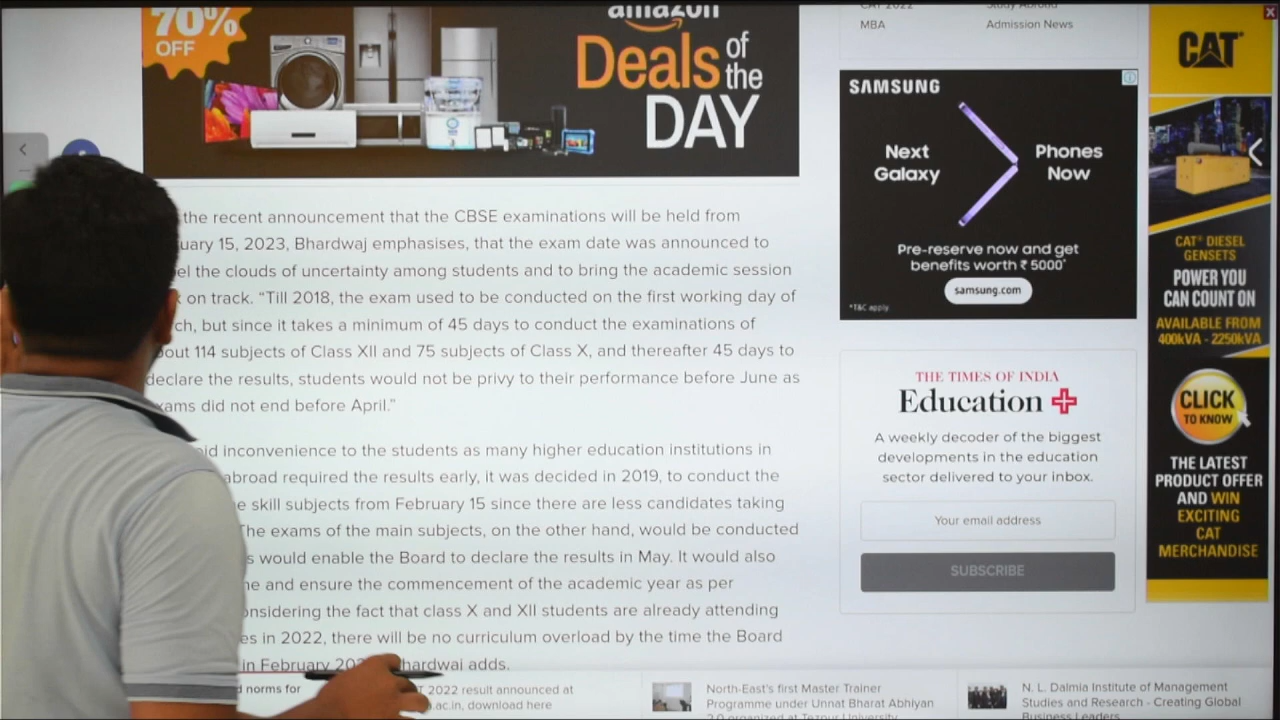 70%
OFF
amazon
Deals of
the
DAY
the recent announcement that the CBSE examinations will be held from
uary 15, 2023, Bhardwaj emphasises, that the exam date was announced to
el the clouds of uncertainty among students and to bring the academic session
on track. “Till 2018, the exam used to be conducted on the first working day of
ch, but since it takes a minimum of 45 days to conduct the examinations of
out 114 subjects of Class XII and 75 subjects of Class X, and thereafter 45 days to
declare the results, students would not be privy to their performance before June as
xams did not end before April.”
id inconvenience to the students as many higher education institutions in
abroad required the results early, it was decided in 2019, to conduct the
e skill subjects from February 15 since there are less candidates taking
he exams of the main subjects, on the other hand, would be conducted
s would enable the Board to declare the results in May. It would also
ne and ensure the commencement of the academic year as per
onsidering the fact that class X and XII students are already attending
es in 2022, there will be no curriculum overload by the time the Board
in February 202 hardwaj adds.
d norms for
T 2022 result announced at
.ac.in, download here
North-East's first Master Trainer
Programme under Unnat Bharat Abhiyan
2.0 organized at Tezpur University
N. L. Dalmia Institute of Management
Studies and Research - Creating Global
Business Leaders
CAT 2022
Study Abroad
MBA
Admission News
SAMSUNG
Next
Galaxy
Phones
Now
Pre-reserve now and get
benefits worth ₹ 5000*
samsung.com
*T&C apply
THE TIMES OF INDIA
Education +
A weekly decoder of the biggest
developments in the education
sector delivered to your inbox.
Your email address
SUBSCRIBE
CAT
CAT® DIESEL
GENSETS
POWER YOU
CAN COUNT ON
AVAILABLE FROM
400kVA - 2250kVA
CLICK
TO KNOW
THE LATEST
PRODUCT OFFER
AND WIN
EXCITING
CAT
MERCHANDISE